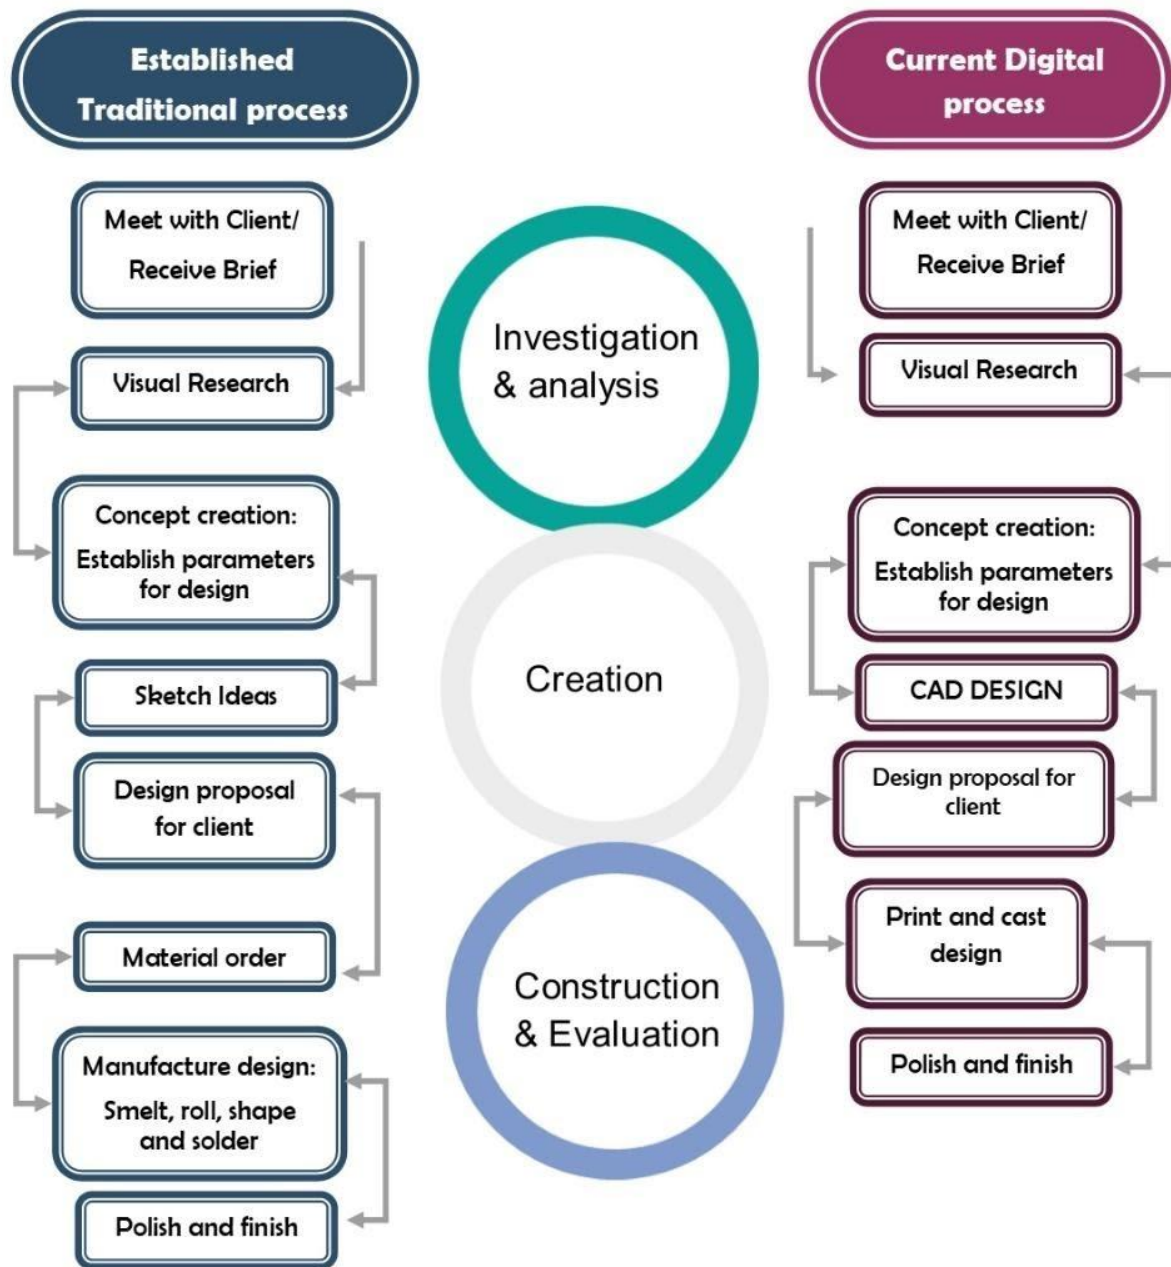 Established
Traditional process
Meet with Client/
Receive Brief
Visual Research
Concept creation:
Establish parameters
for design
Sketch Ideas
Design proposal
for client
Material order
Manufacture design:
Smelt, roll, shape
and solder
Polish and finish
Investigation
& analysis
Creation
Construction
& Evaluation
Current Digital
process
Meet with Client/
Receive Brief
Visual Research
Concept creation:
Establish parameters
for design
CAD DESIGN
Design proposal for
client
Print and cast
design
Polish and finish